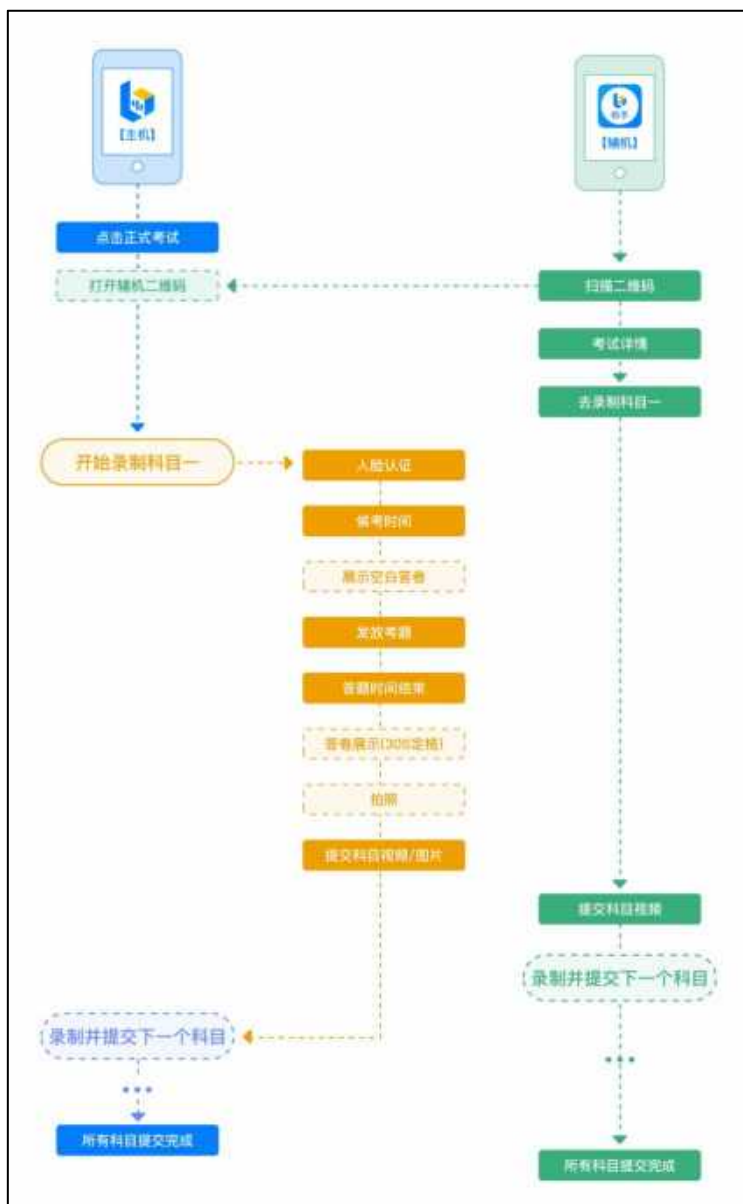 【主机】
助手
【辅机】
点击正式考试
打开辅机二维码
扫描二维码
考试详情
去录制科目一
开始录制科目一
人脸认证
候考时间
展示空白答卷
发放考题
答题时间结束
答卷展示(30S定格)
拍照
提交科目视频/图片
提交科目视频
录制并提交下一个科目
录制并提交下一个科目
所有科目提交完成
所有科目提交完成